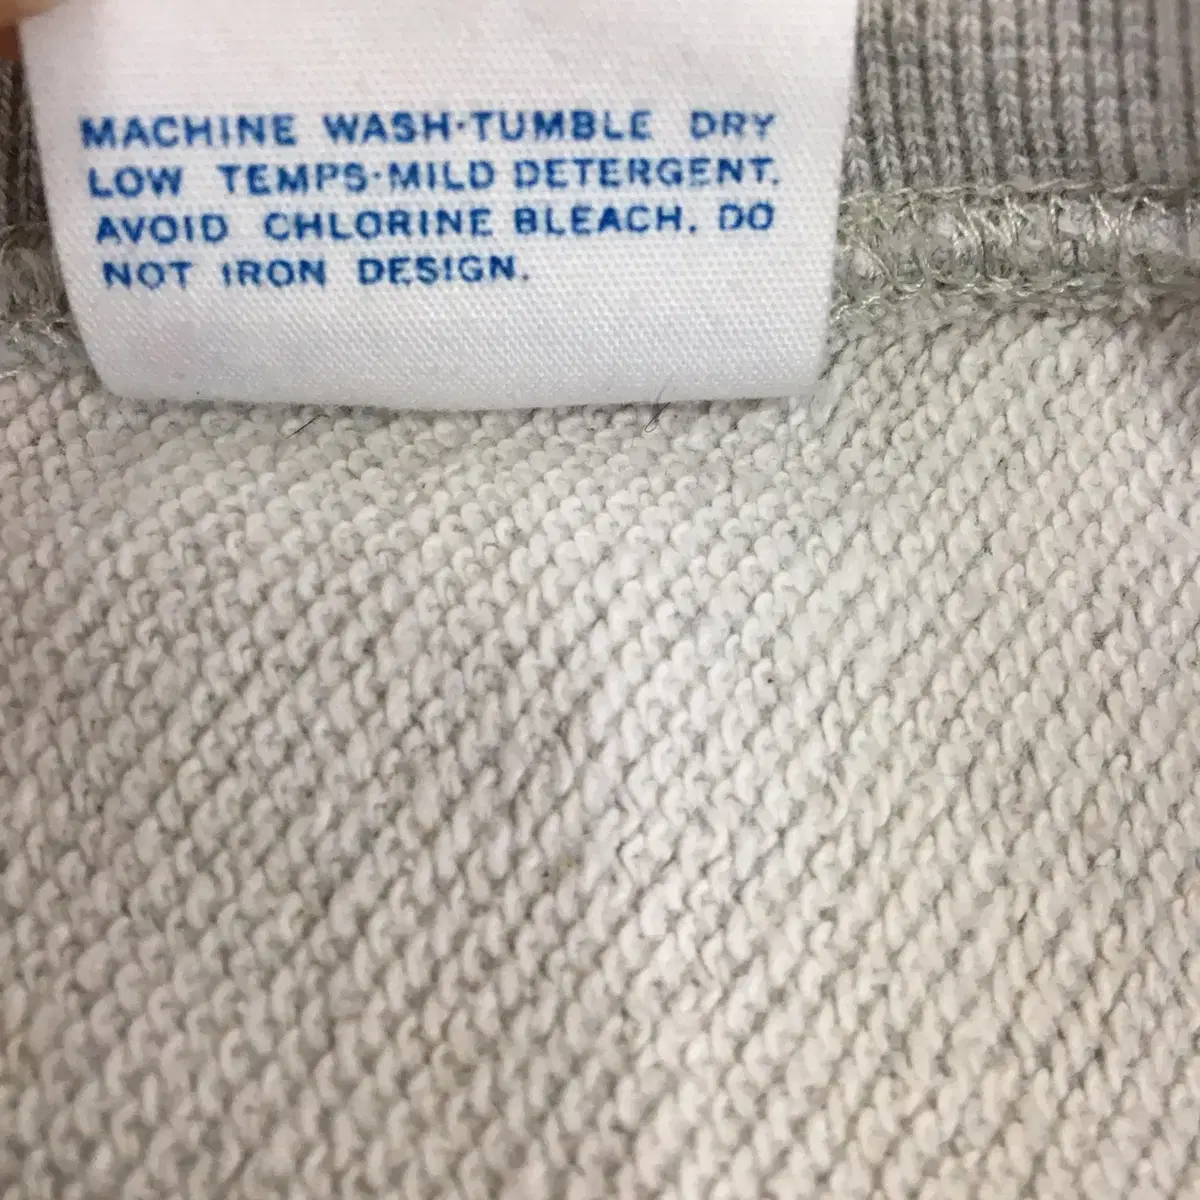 MACHINE WASH·TUMBLE DRY
LOW TEMPS·MILD DETERGENT.
AVOID CHLORINE BLEACH. DO
NOT IRON DESIGN.